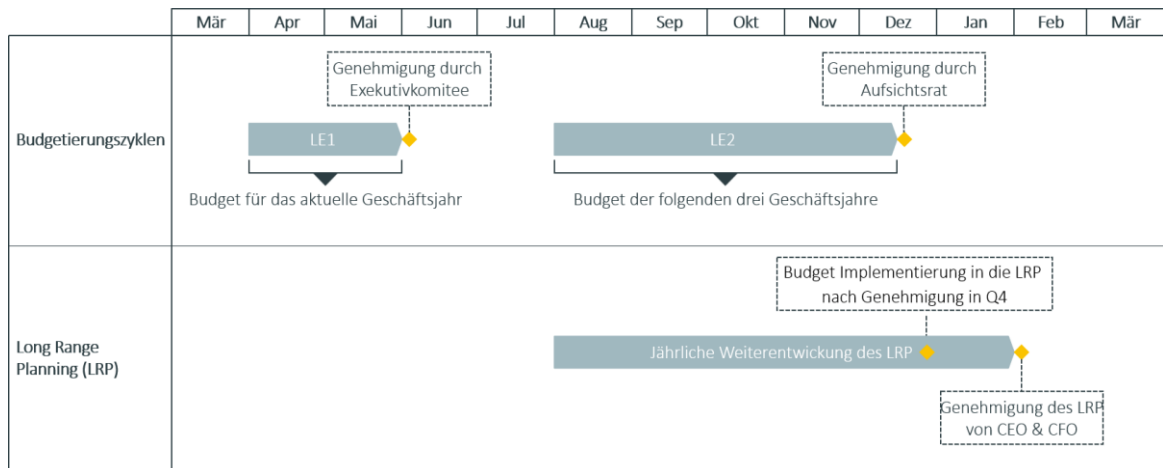 Mär Apr Mai Jun Jul Aug Sep Okt Nov Dez Jan Feb Mär
Budgetierungszyklen
Genehmigung durch
Exekutivkomitee
Genehmigung durch
Aufsichtsrat
LE1
LE2
Budget für das aktuelle Geschäftsjahr
Budget der folgenden drei Geschäftsjahre
Long Range
Planning (LRP)
Budget Implementierung in die LRP
nach Genehmigung in Q4
Jährliche Weiterentwickung des LRP
Genehmigung des LRP
von CEO & CFO